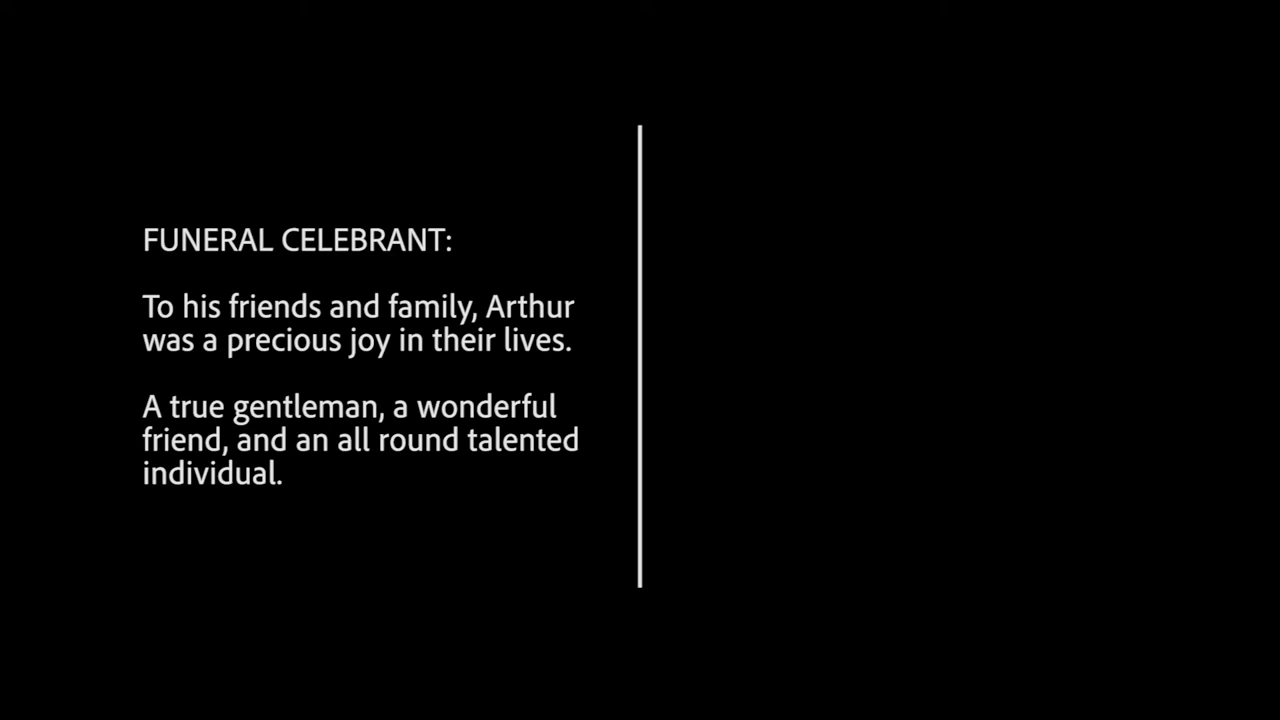 FUNERAL CELEBRANT:
To his friends and family, Arthur
was a precious joy in their lives.
A true gentleman, a wonderful
friend, and an all round talented
individual.